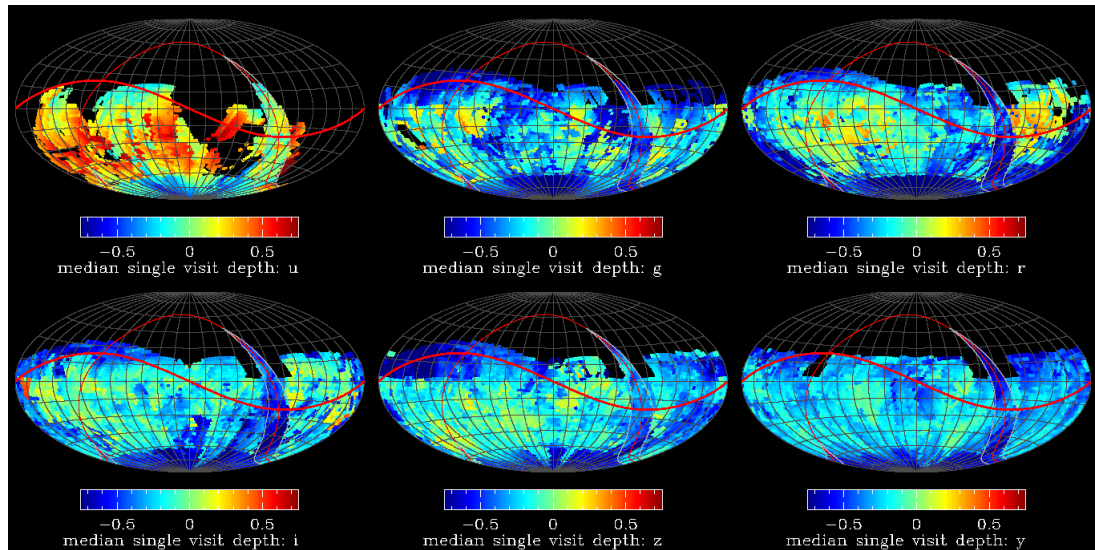 −0.5 0 0.5
median single visit depth: u
−0.5 0 0.5
median single visit depth: g
−0.5 0 0.5
median single visit depth: r
−0.5 0 0.5
median single visit depth: i
−0.5 0 0.5
median single visit depth: z
−0.5 0 0.5
median single visit depth: y